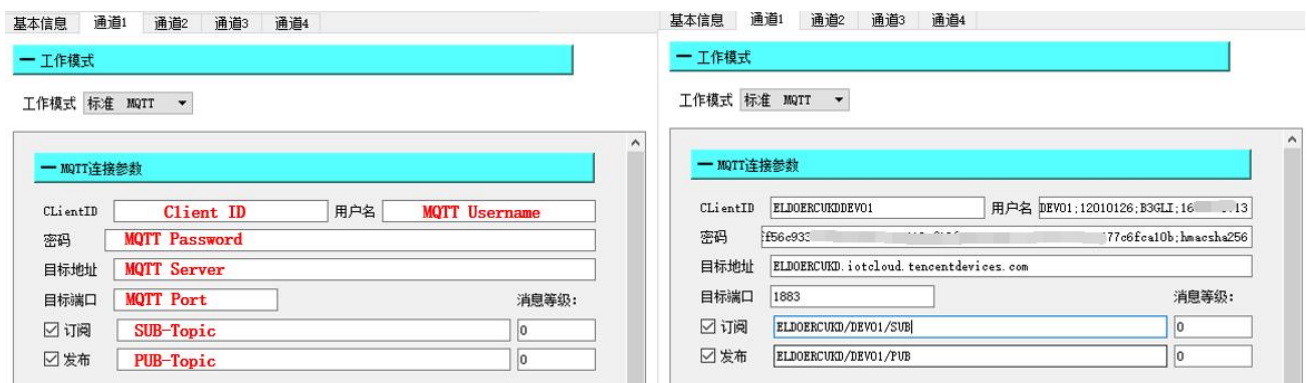 基本信息 通道1 通道2 通道3 通道4
一 工作模式
工作模式 标准 MQTT
一 MQTT连接参数
CLientID Client ID 用户名 MQTT Username
密码 MQTT Password
目标地址 MQTT Server
目标端口 MQTT Port 消息等级:
订阅 SUB-Topic 0
发布 PUB-Topic 0
基本信息 通道1 通道2 通道3 通道4
一 工作模式
工作模式 标准 MQTT
一 MQTT连接参数
CLientID ELDOERCUKDDEV01 用户名 DEV01;12010126;B3GLI;16 13
密码 f56c933 77c6fca10b;hmacsha256
目标地址 ELDOERCUKD.iotcloud.tencentdevices.com
目标端口 1883 消息等级:
订阅 ELDOERCUKD/DEV01/SUB 0
发布 ELDOERCUKD/DEV01/PUB 0